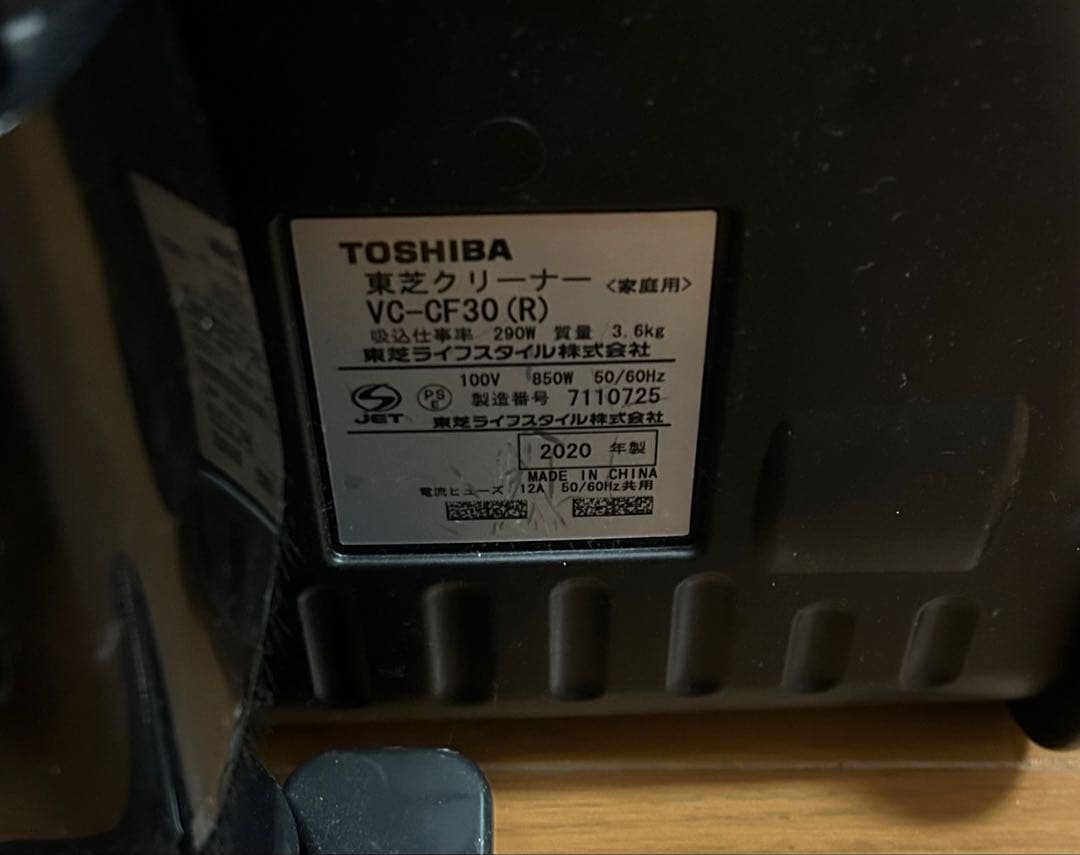 TOSHIBA
東芝クリーナー 〈家庭用〉
VC-CF30(R)
吸込仕事率 290W 質量 3.6kg
東芝ライフスタイル株式会社
100V 850W 50/60Hz
JET PS E 製造番号 7110725
東芝ライフスタイル株式会社
2020 年製
MADE IN CHINA
電流ヒューズ 12A 50/60Hz共用